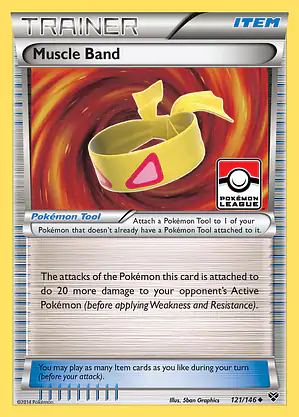 TRAINER ITEM
Muscle Band
POKÉMON
LEAGUE
Pokémon Tool
Attach a Pokémon Tool to 1 of your
Pokémon that doesn't already have a Pokémon Tool attached to it.
The attacks of the Pokémon this card is attached to
do 20 more damage to your opponent's Active
Pokémon (before applying Weakness and Resistance).
You may play as many Item cards as you like during your turn
(before your attack).
©2014 Pokémon
Illus. 5ban Graphics
121/146
XY